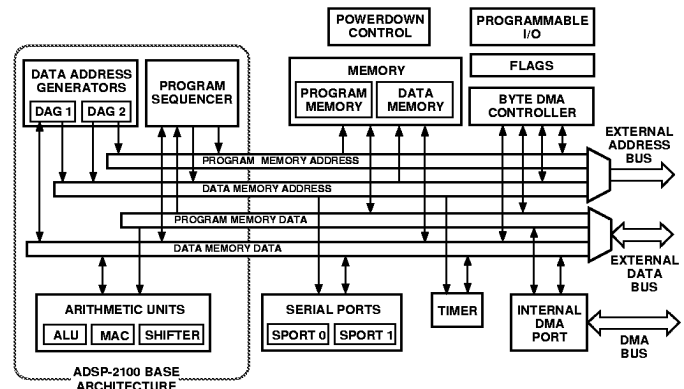 POWERDOWN
CONTROL
PROGRAMMABLE
I/O
FLAGS
DATA ADDRESS
GENERATORS
DAG 1
DAG 2
PROGRAM
SEQUENCER
MEMORY
PROGRAM
MEMORY
DATA
MEMORY
BYTE DMA
CONTROLLER
EXTERNAL
ADDRESS
BUS
PROGRAM MEMORY ADDRESS
DATA MEMORY ADDRESS
PROGRAM MEMORY DATA
DATA MEMORY DATA
EXTERNAL
DATA
BUS
ARITHMETIC UNITS
ALU
MAC
SHIFTER
SERIAL PORTS
SPORT 0
SPORT 1
TIMER
INTERNAL
DMA
PORT
DMA
BUS
ADSP-2100 BASE
ARCHITECTURE